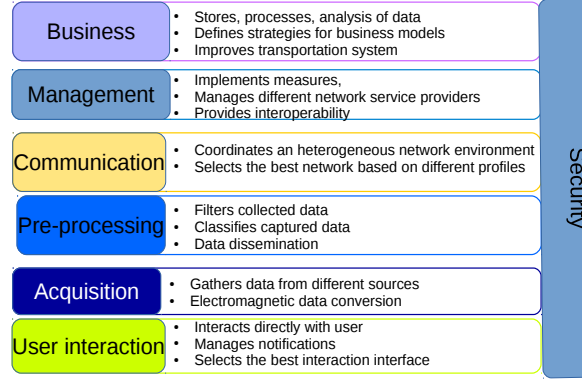 Business
• Stores, processes, analysis of data
• Defines strategies for business models
• Improves transportation system
Management
• Implements measures,
• Manages different network service providers
• Provides interoperability
Communication
• Coordinates an heterogeneous network environment
• Selects the best network based on different profiles
Pre-processing
• Filters collected data
• Classifies captured data
• Data dissemination
Acquisition
• Gathers data from different sources
• Electromagnetic data conversion
User interaction
• Interacts directly with user
• Manages notifications
• Selects the best interaction interface
Security